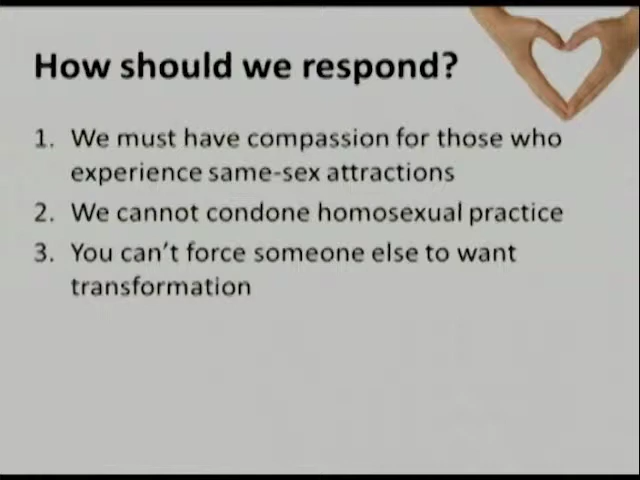 How should we respond?
1. We must have compassion for those who
experience same-sex attractions
2. We cannot condone homosexual practice
3. You can't force someone else to want
transformation